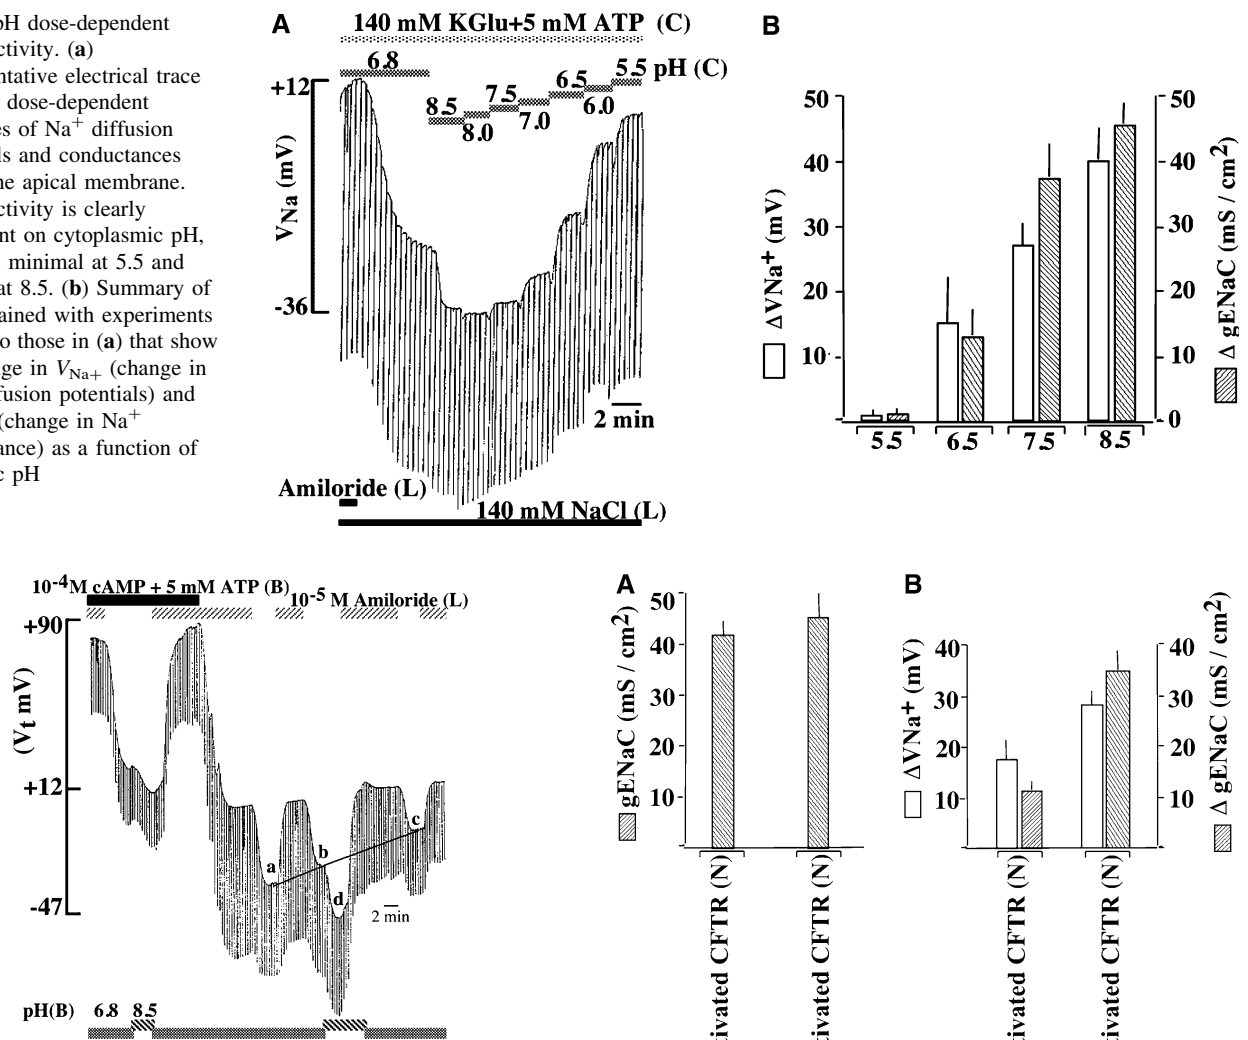 pH dose-dependent
ctivity. (a)
ntative electrical trace
dose-dependent
es of Na+ diffusion
ls and conductances
ne apical membrane.
ctivity is clearly
nt on cytoplasmic pH,
s minimal at 5.5 and
at 8.5. (b) Summary of
ained with experiments
o those in (a) that show
nge in VNa+ (change in
fusion potentials) and
(change in Na+
ance) as a function of
c pH
A
140 mM KGlu+5 mM ATP (C)
6.8
8.5
8.0
7.5
7.0
6.5
6.0
5.5
pH (C)
+12
VNa (mV)
-36
2 min
Amiloride (L)
140 mM NaCl (L)
B
50
40
30
20
10
ΔVNa+ (mV)
50
40
30
20
10
0
Δ gENaC (mS / cm2)
5.5
6.5
7.5
8.5
10-4M cAMP + 5 mM ATP (B)
10-5 M Amiloride (L)
+90
(Vt mV)
+12
-47
a
b
c
d
2 min
pH(B)
6.8
8.5
A
50
40
30
20
10
gENaC (mS / cm2)
tivated CFTR (N)
tivated CFTR (N)
B
40
30
20
10
ΔVNa+ (mV)
40
30
20
10
Δ gENaC (mS / cm2)
tivated CFTR (N)
tivated CFTR (N)